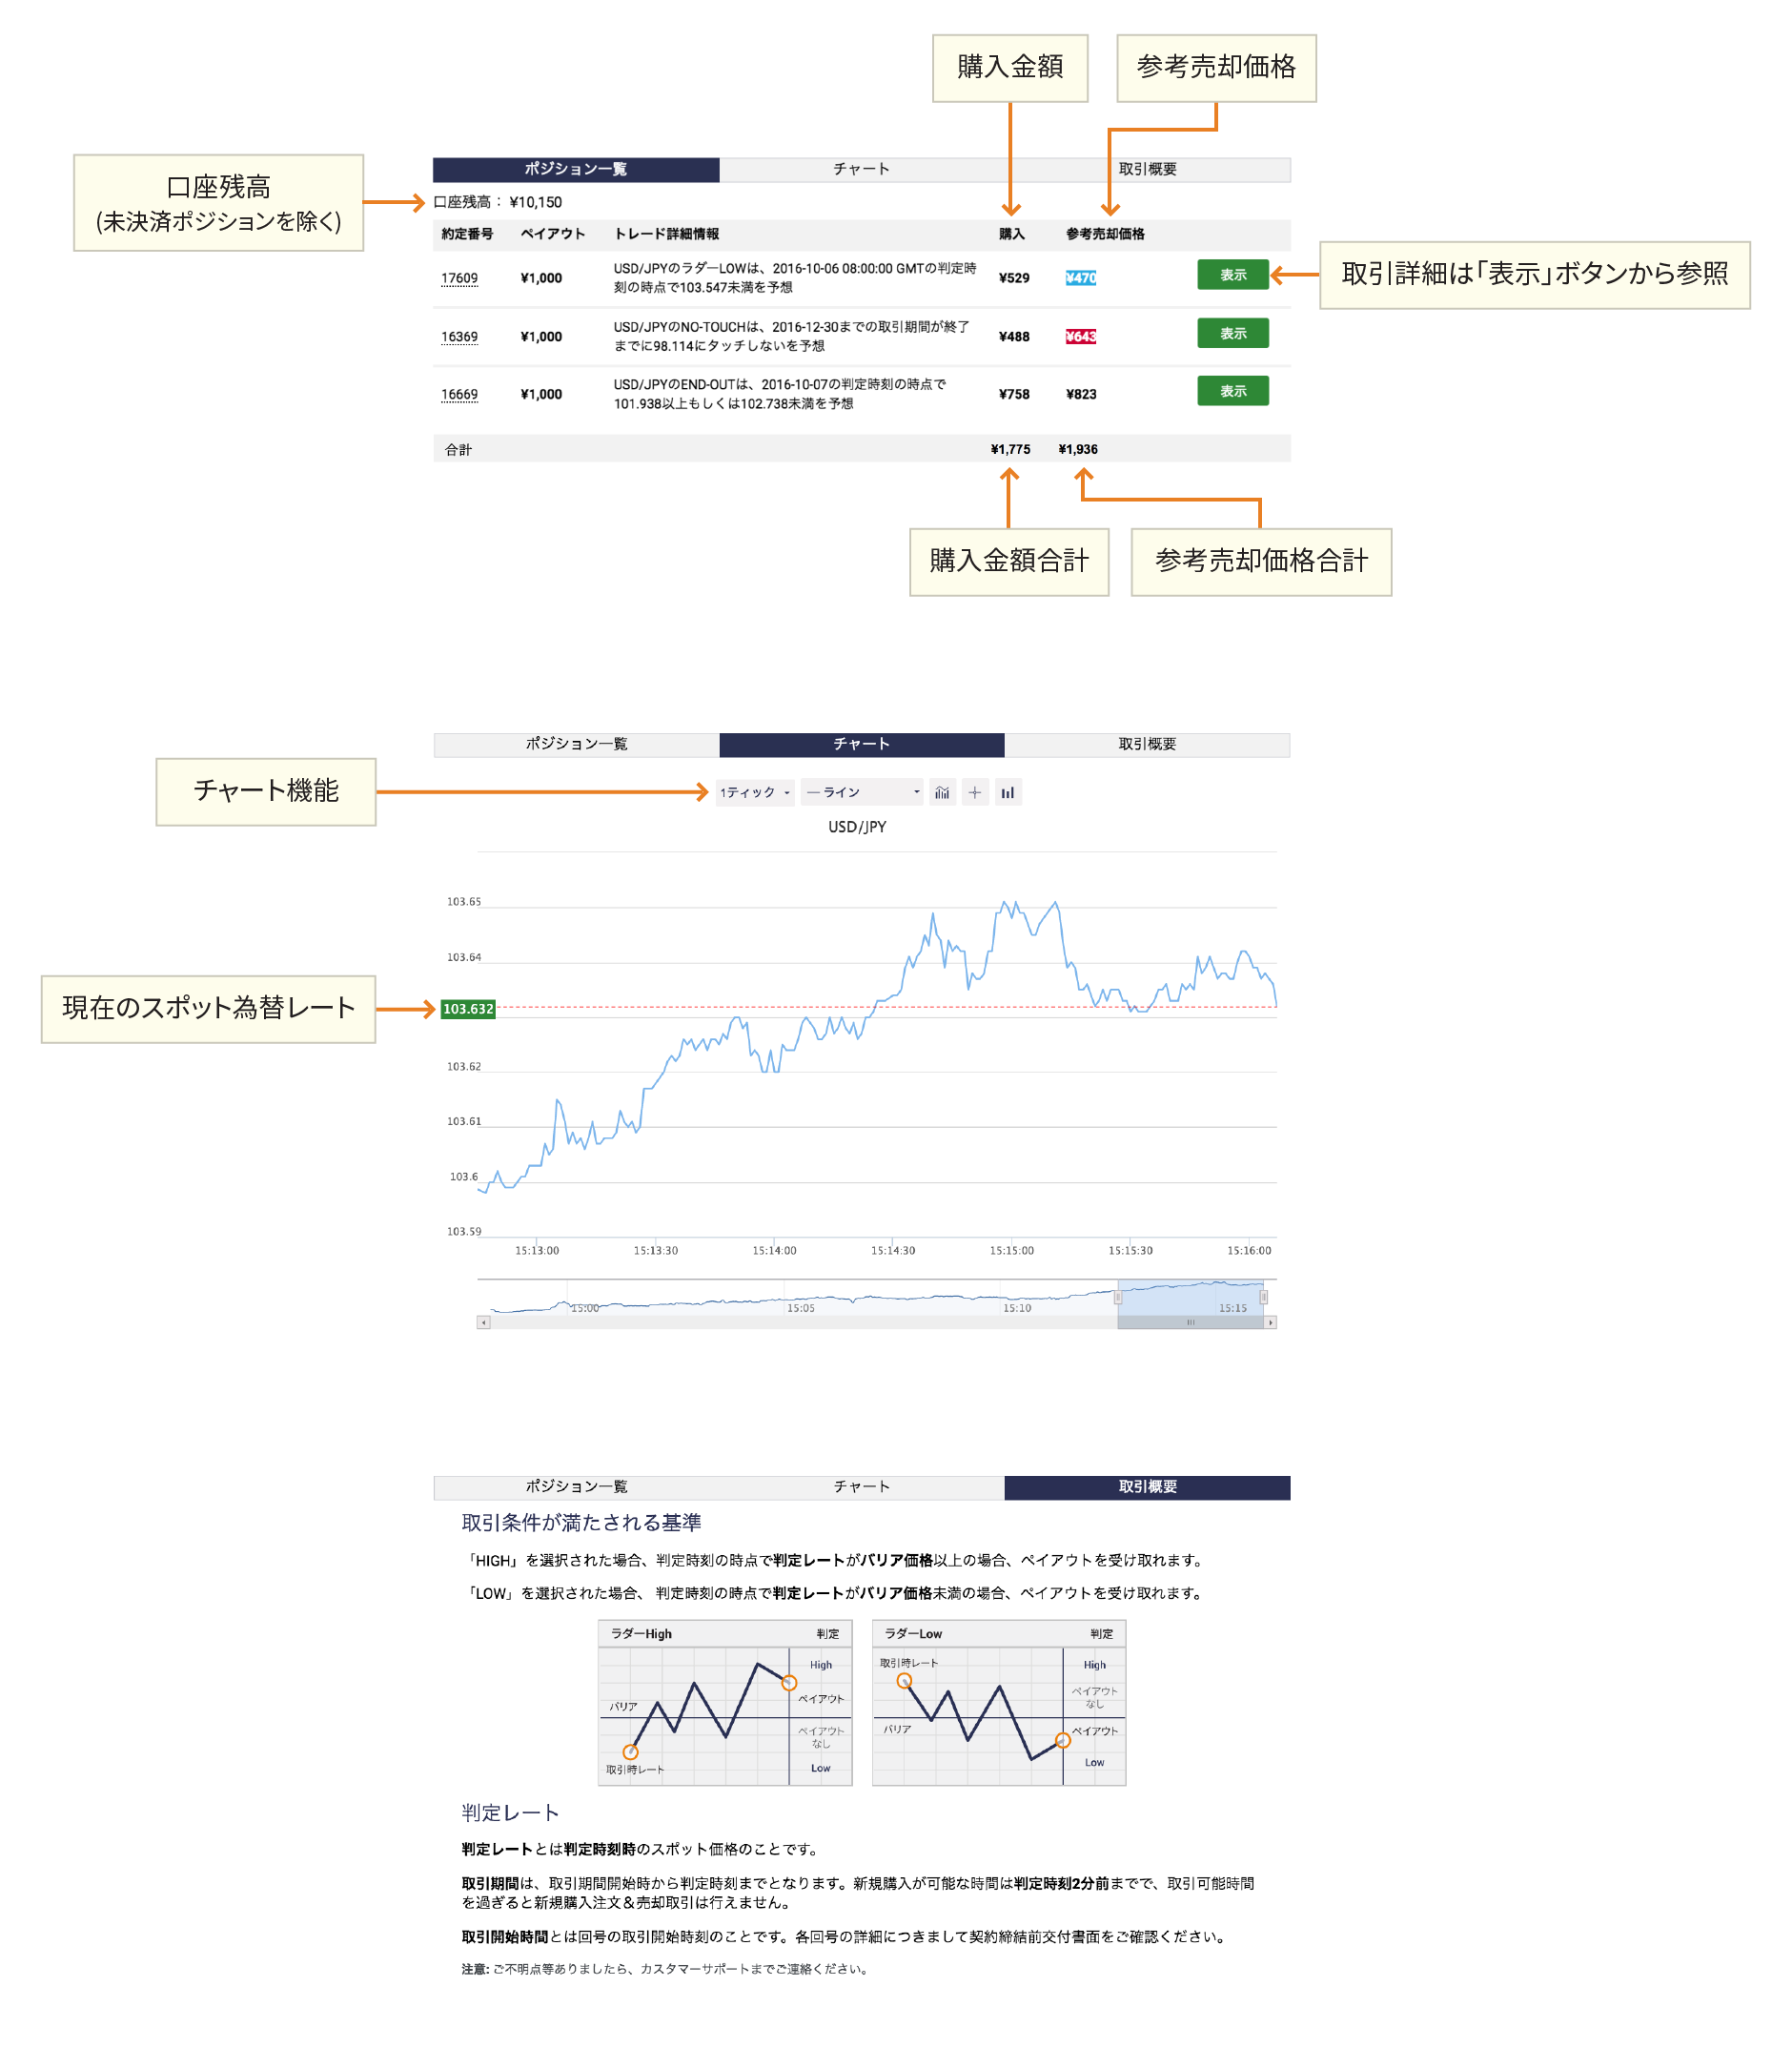 購入金額
参考売却価格
口座残高
(未決済ポジションを除く)
ポジション一覧
チャート
取引概要
口座残高： ¥10,150
約定番号 ペイアウト トレード詳細情報 購入 参考売却価格
17609 ¥1,000 USD/JPYのラダーLOWは、2016-10-06 08:00:00 GMTの判定時
刻の時点で103.547未満を予想 ¥529 ¥470 表示
取引詳細は「表示」ボタンから参照
16369 ¥1,000 USD/JPYのNO-TOUCHは、2016-12-30までの取引期間が終了
までに98.114にタッチしないを予想 ¥488 ¥643 表示
16669 ¥1,000 USD/JPYのEND-OUTは、2016-10-07の判定時刻の時点で
101.938以上もしくは102.738未満を予想 ¥758 ¥823 表示
合計 ¥1,775 ¥1,936
購入金額合計
参考売却価格合計
ポジション一覧
チャート
取引概要
チャート機能
1ティック
ライン
USD/JPY
103.65
103.64
現在のスポット為替レート
103.632
103.62
103.61
103.6
103.59
15:13:00 15:13:30 15:14:00 15:14:30 15:15:00 15:15:30 15:16:00
15:00 15:05 15:10 15:15
ポジション一覧
チャート
取引概要
取引条件が満たされる基準
「HIGH」を選択された場合、判定時刻の時点で判定レートがバリア価格以上の場合、ペイアウトを受け取れます。
「LOW」を選択された場合、 判定時刻の時点で判定レートがバリア価格未満の場合、ペイアウトを受け取れます。
ラダーHigh 判定
High
バリア
ペイアウト
ペイアウト
なし
取引時レート
Low
ラダーLow 判定
取引時レート
High
ペイアウト
なし
バリア
ペイアウト
Low
判定レート
判定レートとは判定時刻時のスポット価格のことです。
取引期間は、取引期間開始時から判定時刻までとなります。新規購入が可能な時間は判定時刻2分前までで、取引可能時間
を過ぎると新規購入注文＆売却取引は行えません。
取引開始時間とは回号の取引開始時刻のことです。各回号の詳細につきまして契約締結前交付書面をご確認ください。
注意: ご不明点等ありましたら、カスタマーサポートまでご連絡ください。